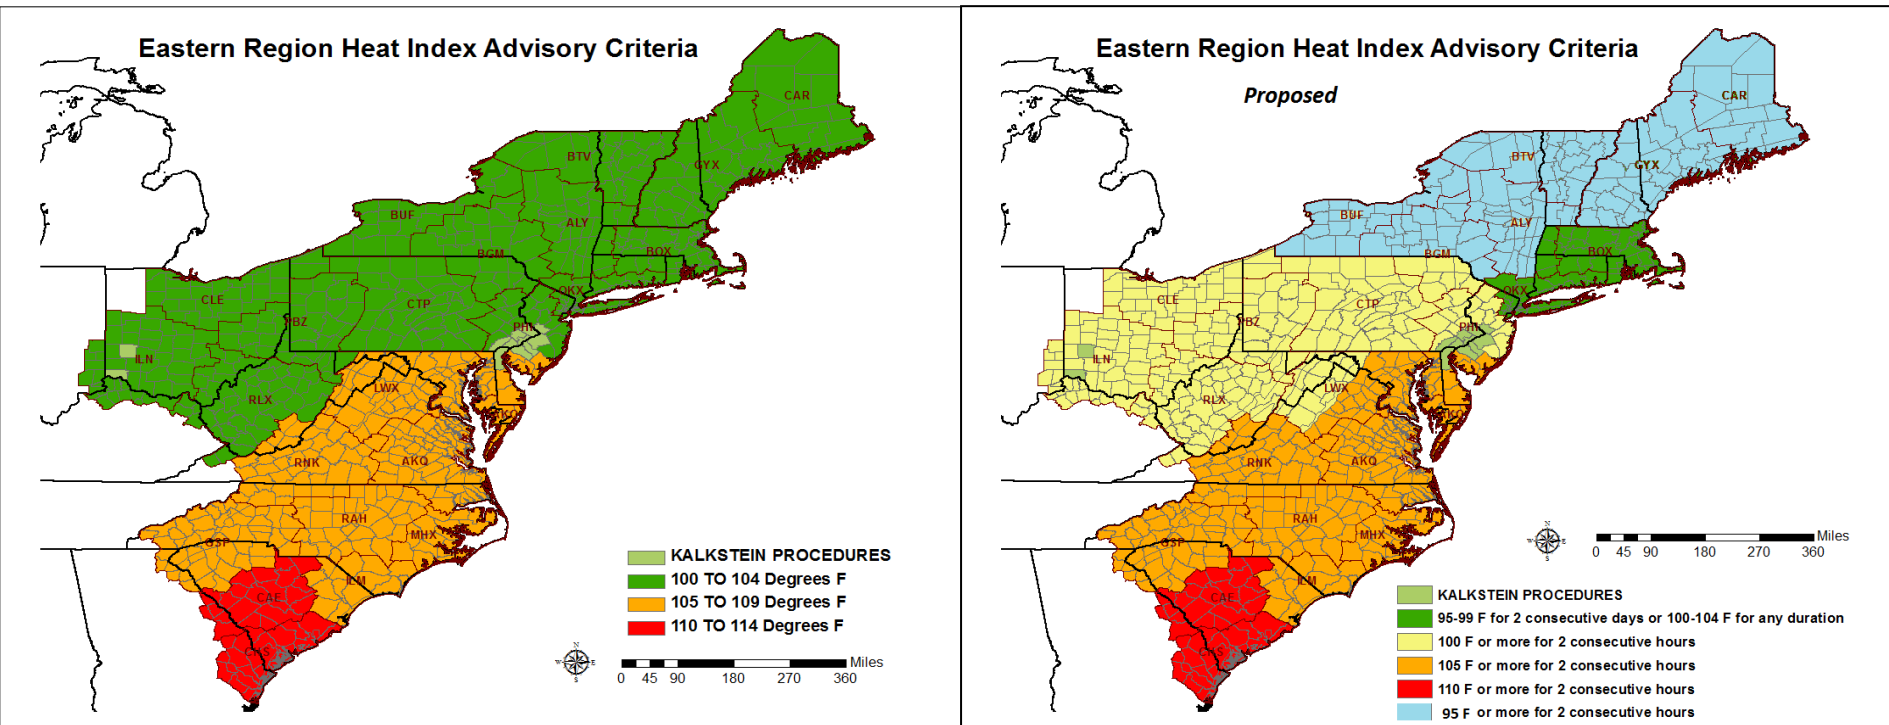 Eastern Region Heat Index Advisory Criteria
CAR
BTV
GYX
BUF
ALY
BGM
BOX
CLE
CTP
OKX
PBZ
PHI
ILN
LWX
RLX
AKQ
RNK
AKQ
RAH
MHX
GSP
ILM
CAE
CHS
KALKSTEIN PROCEDURES
100 TO 104 Degrees F
105 TO 109 Degrees F
110 TO 114 Degrees F
N
W E
S
Miles
0 45 90 180 270 360
Eastern Region Heat Index Advisory Criteria
Proposed
CAR
BTV
GYX
BUF
ALY
BGM
BOX
CLE
CTP
OKX
PBZ
PHI
ILN
LWX
RLX
AKQ
RNK
AKQ
RAH
MHX
GSP
ILM
CAE
CHS
N
W E
S
Miles
0 45 90 180 270 360
KALKSTEIN PROCEDURES
95-99 F for 2 consecutive days or 100-104 F for any duration
100 F or more for 2 consecutive hours
105 F or more for 2 consecutive hours
110 F or more for 2 consecutive hours
95 F or more for 2 consecutive hours